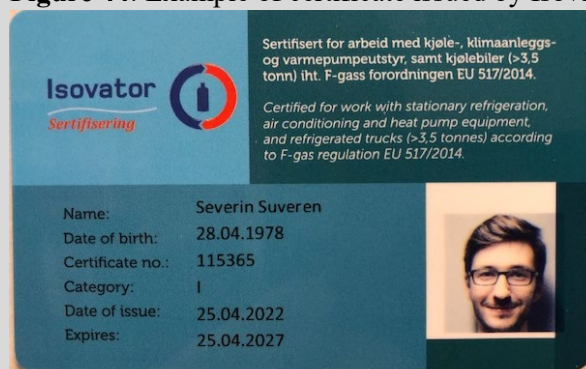 Isovator
Sertifisering
Sertifisert for arbeid med kjøle-, klimaanleggs-
og varmepumpeutstyr, samt kjølebiler (>3,5
tonn) iht. F-gass forordningen EU 517/2014.
Certified for work with stationary refrigeration,
air conditioning and heat pump equipment,
and refrigerated trucks (>3,5 tonnes) according
to F-gas regulation EU 517/2014.
Name: Severin Suveren
Date of birth: 28.04.1978
Certificate no.: 115365
Category: I
Date of issue: 25.04.2022
Expires: 25.04.2027